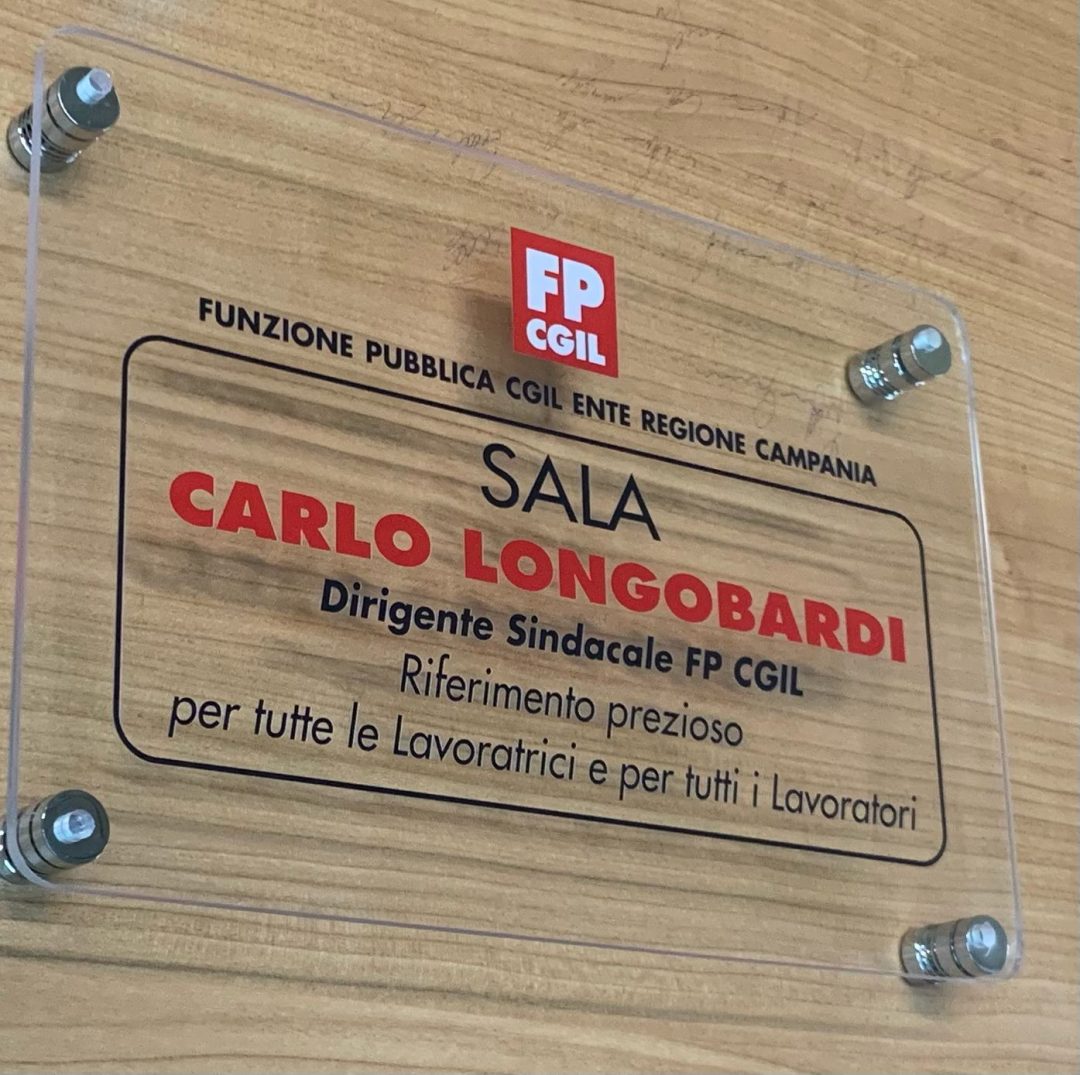 FP
CGIL
FUNZIONE PUBBLICA CGIL ENTE REGIONE CAMPANIA
SALA
CARLO LONGOBARDI
Dirigente Sindacale FP CGIL
Riferimento prezioso
per tutte le Lavoratrici e per tutti i Lavoratori